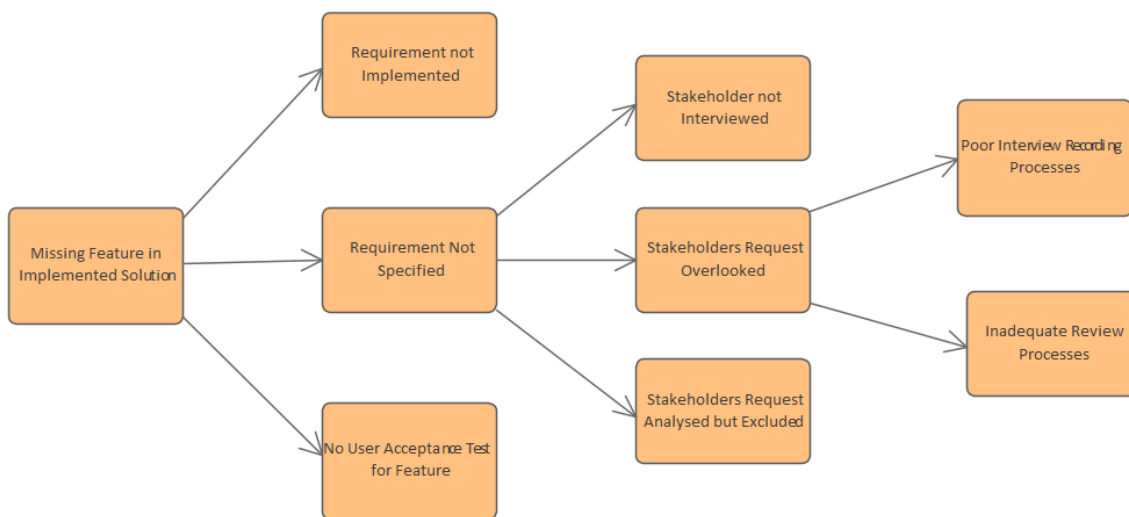 Requirement not
Implemented
Stakeholder not
Interviewed
Poor Interview Recording
Processes
Missing Feature in
Implemented Solution
Requirement Not
Specified
Stakeholders Request
Overlooked
Inadequate Review
Processes
Stakeholders Request
Analysed but Excluded
No User Acceptance Test
for Feature